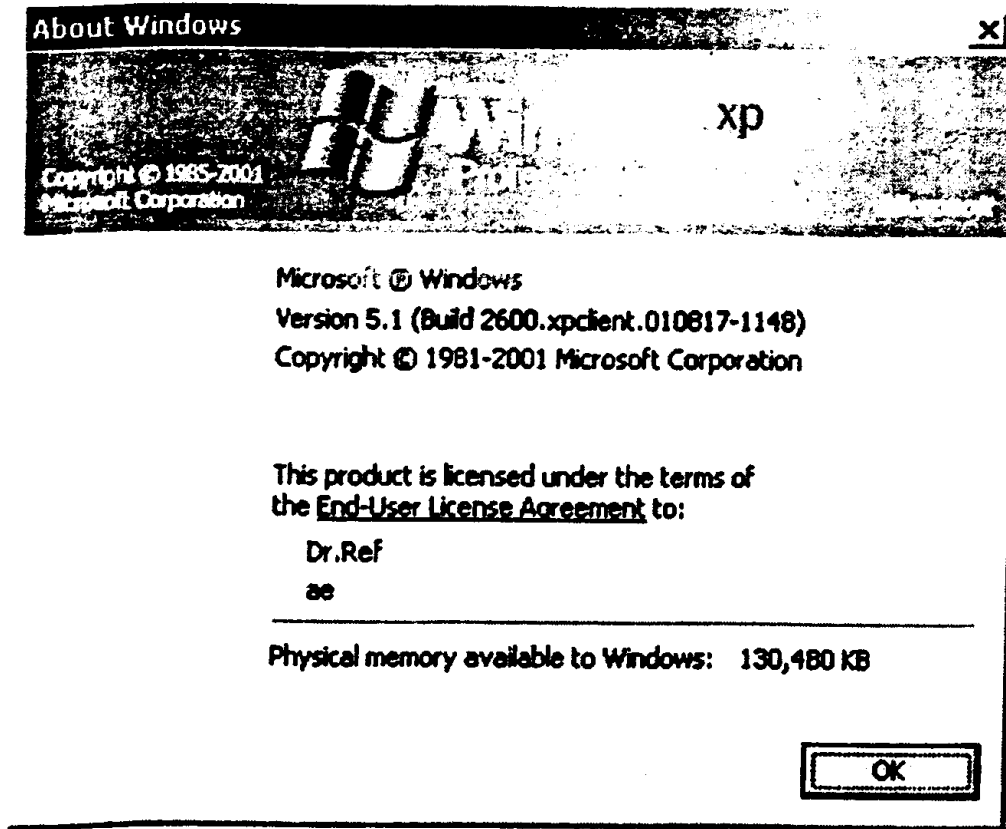 About Windows
xp
Copyright © 1985-2001
Microsoft Corporation
Microsoft ® Windows
Version 5.1 (Build 2600.xpclient.010817-1148)
Copyright © 1981-2001 Microsoft Corporation
This product is licensed under the terms of
the End-User License Agreement to:
Dr.Ref
ae
Physical memory available to Windows: 130,480 KB
OK